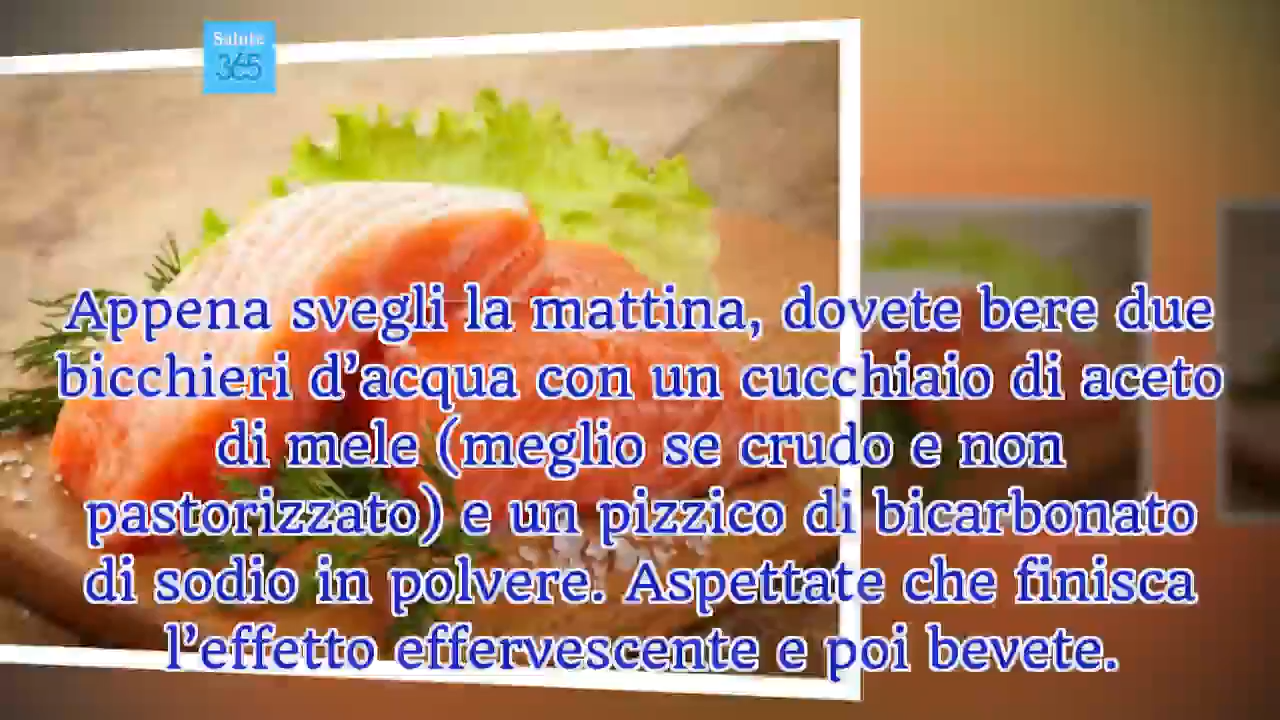 Salute
365
Appena svegli la mattina, dovete bere due
bicchieri d’acqua con un cucchiaio di aceto
di mele (meglio se crudo e non
pastorizzato) e un pizzico di bicarbonato
di sodio in polvere. Aspettate che finisca
l’effetto effervescente e poi bevete.